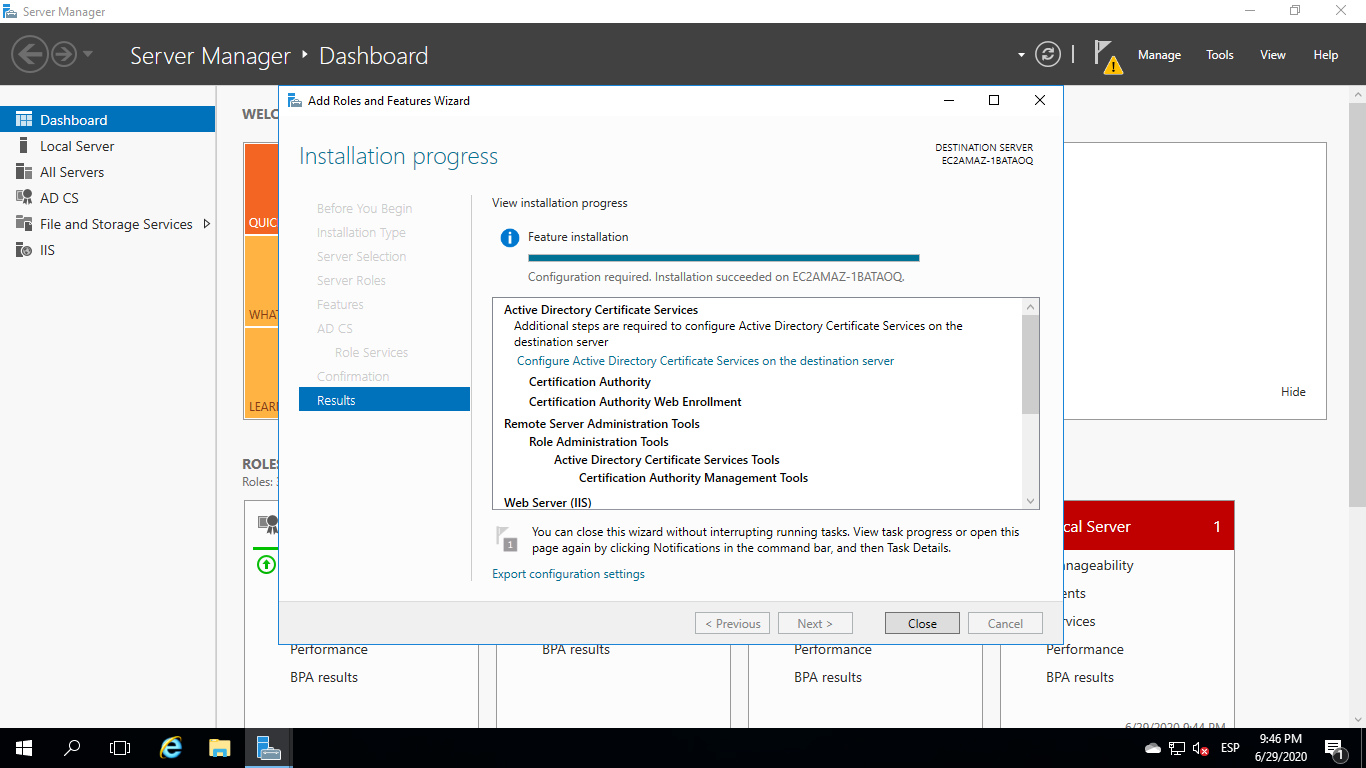 Server Manager
Server Manager ‣ Dashboard
Manage Tools View Help
Dashboard
Local Server
All Servers
AD CS
File and Storage Services
IIS
WELC
QUIC
WHAT
LEARN
Hide
ROLES
Roles:
Add Roles and Features Wizard
Installation progress
DESTINATION SERVER
EC2AMAZ-1BATAOQ
Before You Begin
Installation Type
Server Selection
Server Roles
Features
AD CS
Role Services
Confirmation
Results
View installation progress
Feature installation
Configuration required. Installation succeeded on EC2AMAZ-1BATAOQ.
Active Directory Certificate Services
Additional steps are required to configure Active Directory Certificate Services on the
destination server
Configure Active Directory Certificate Services on the destination server
Certification Authority
Certification Authority Web Enrollment
Remote Server Administration Tools
Role Administration Tools
Active Directory Certificate Services Tools
Certification Authority Management Tools
Web Server (IIS)
1
You can close this wizard without interrupting running tasks. View task progress or open this
page again by clicking Notifications in the command bar, and then Task Details.
Export configuration settings
< Previous Next > Close Cancel
cal Server 1
nageability
ents
rvices
Performance BPA results Performance Performance
BPA results BPA results BPA results
6/29/2020 9:44 PM
ESP
9:46 PM
6/29/2020
1